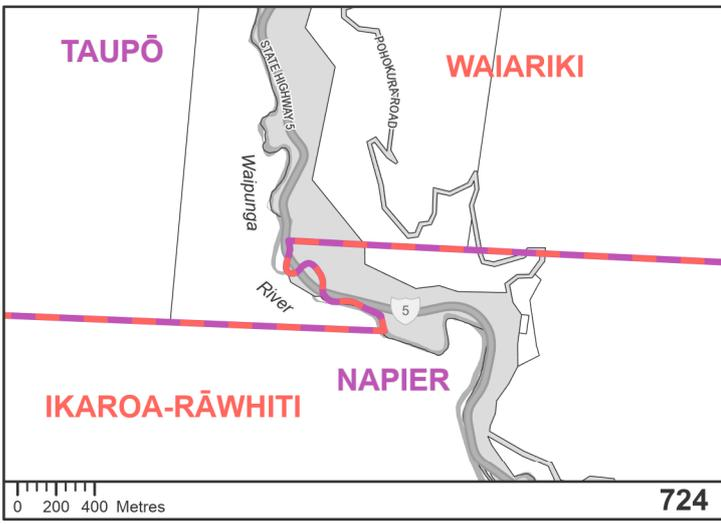 TAUPŌ
WAIARIKI
STATE HIGHWAY 5
POHOKURA ROAD
Waipunga
River
5
NAPIER
IKAROA-RĀWHITI
0 200 400 Metres
724